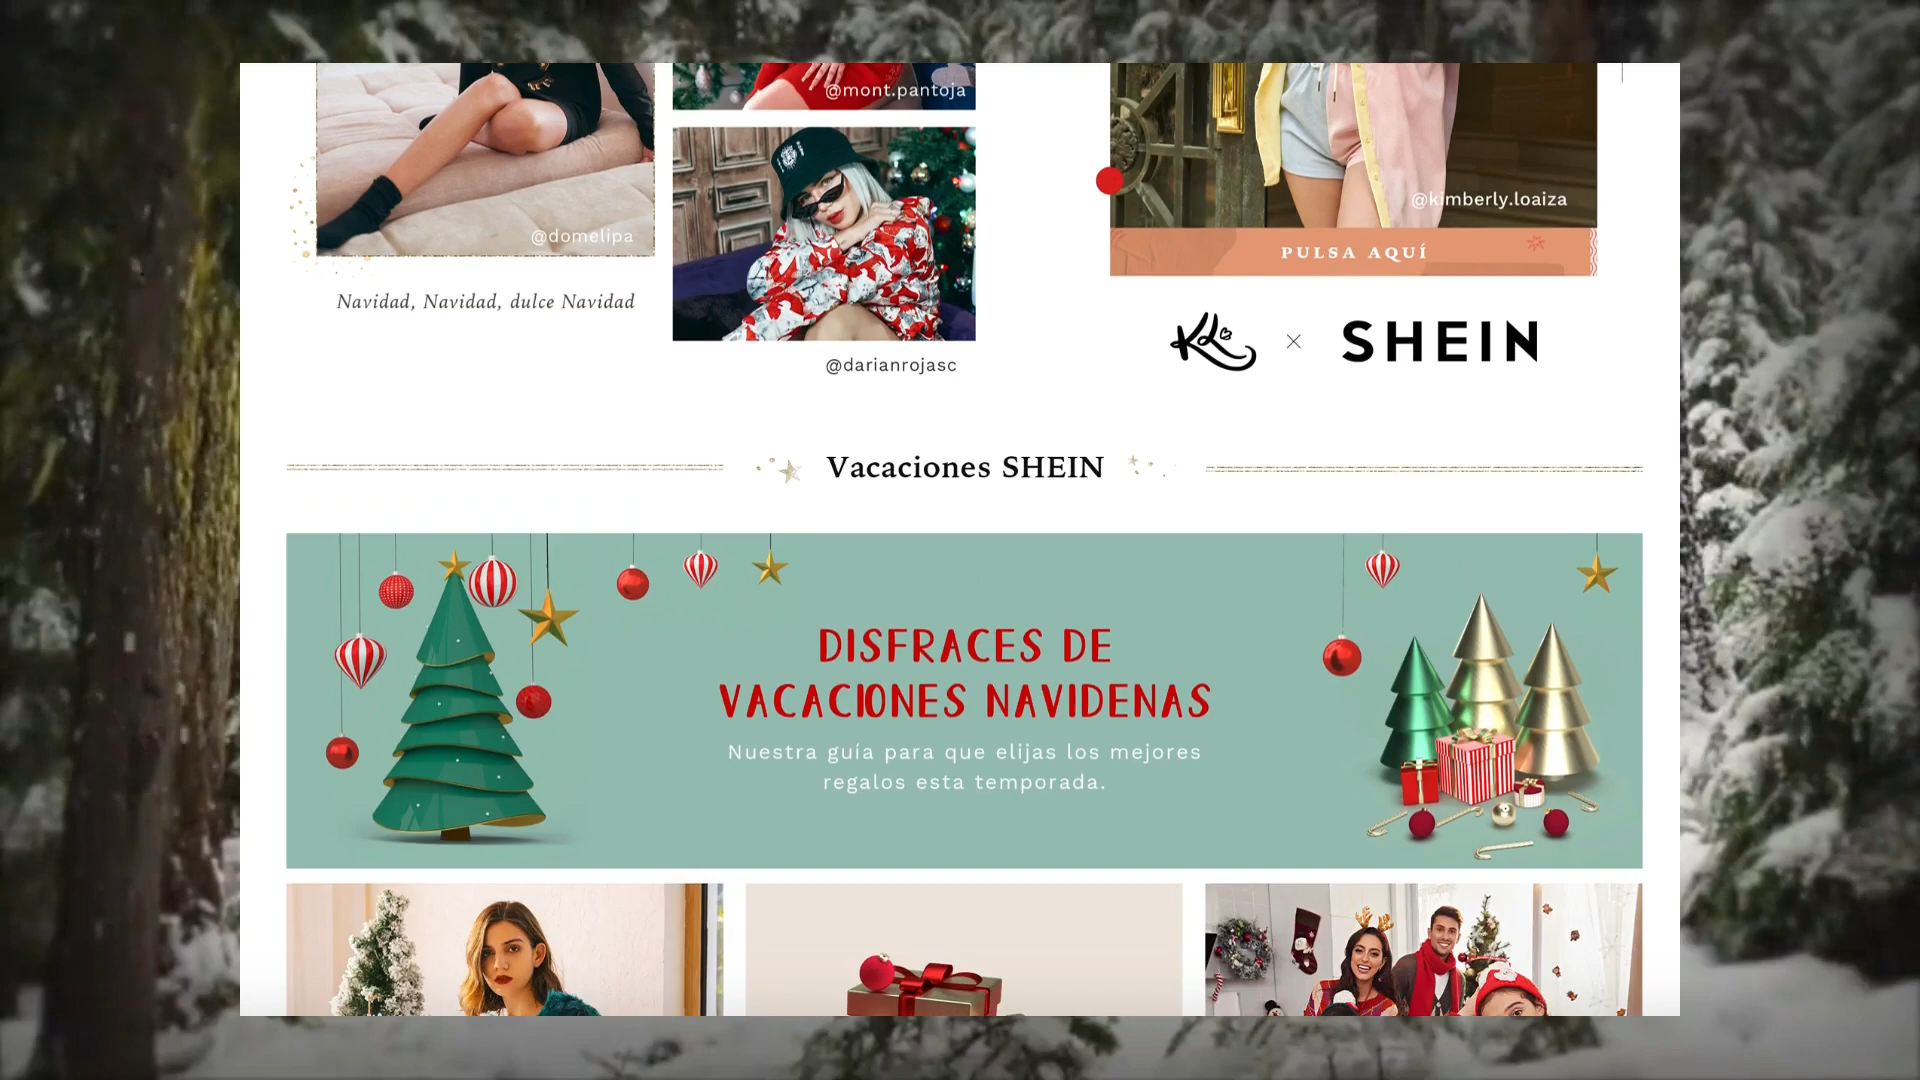 @mont.pantoja
@domelipa
Navidad, Navidad, dulce Navidad
@darianrojasc
@kimberly.loaiza
PULSA AQUÍ
KL × SHEIN
Vacaciones SHEIN
DISFRACES DE
VACACIONES NAVIDENAS
Nuestra guía para que elijas los mejores
regalos esta temporada.